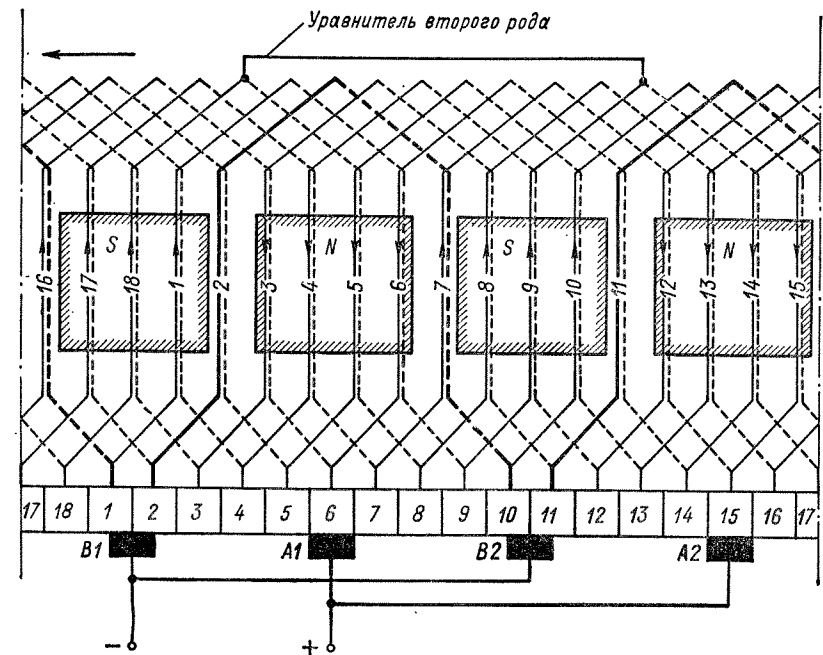 Уравнитель второго рода
S N S N
16 17 18 1 2 3 4 5 6 7 8 9 10 11 12 13 14 15
17 18 1 2 3 4 5 6 7 8 9 10 11 12 13 14 15 16 17
B1 A1 B2 A2
− +